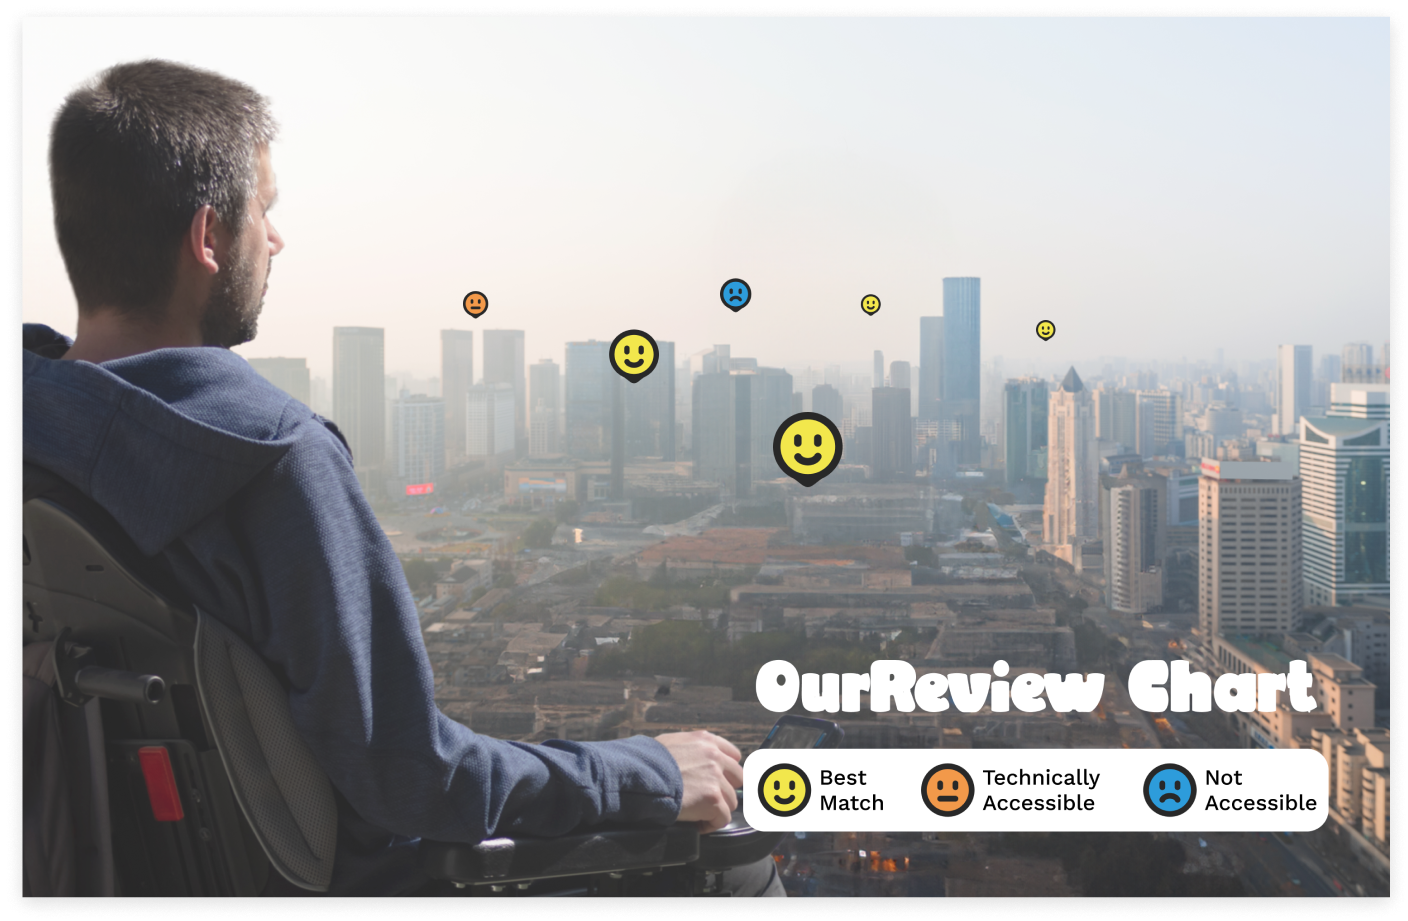 OurReview Chart
Best
Match
Technically
Accessible
Not
Accessible